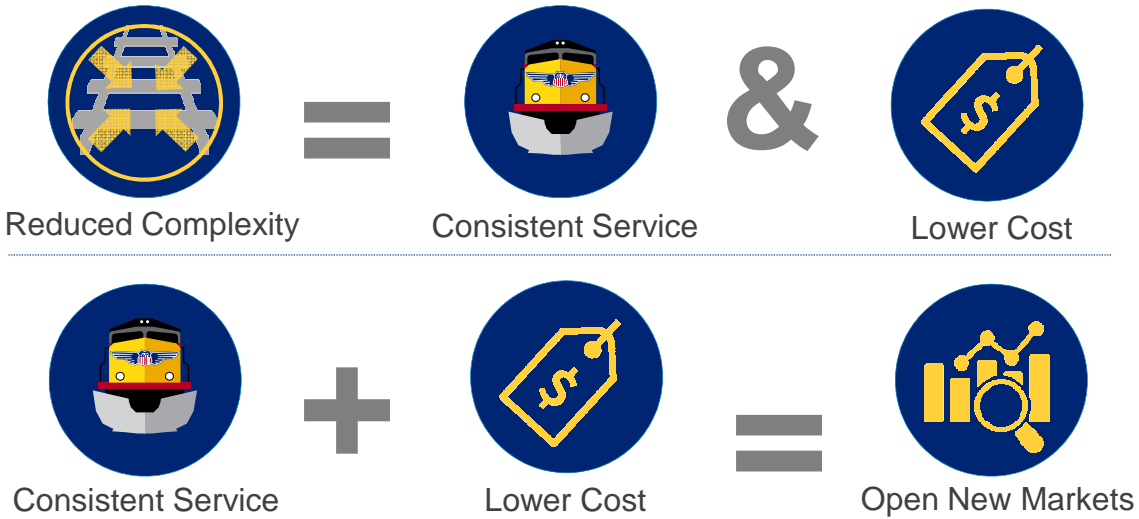 Reduced Complexity
=
Consistent Service
&
Lower Cost
$
Consistent Service
+
Lower Cost
$
=
Open New Markets